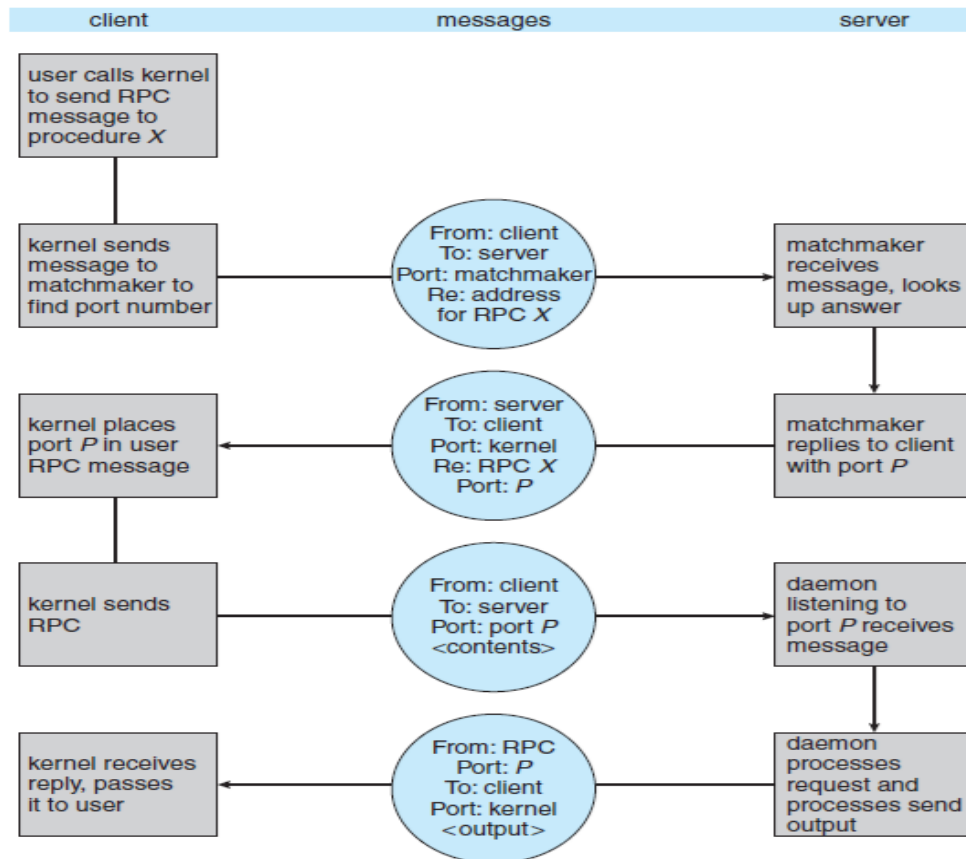 client
messages
server
user calls kernel
to send RPC
message to
procedure X
kernel sends
message to
matchmaker to
find port number
From: client
To: server
Port: matchmaker
Re: address
for RPC X
matchmaker
receives
message, looks
up answer
kernel places
port P in user
RPC message
From: server
To: client
Port: kernel
Re: RPC X
Port: P
matchmaker
replies to client
with port P
kernel sends
RPC
From: client
To: server
Port: port P
<contents>
daemon
listening to
port P receives
message
kernel receives
reply, passes
it to user
From: RPC
Port: P
To: client
Port: kernel
<output>
daemon
processes
request and
processes send
output